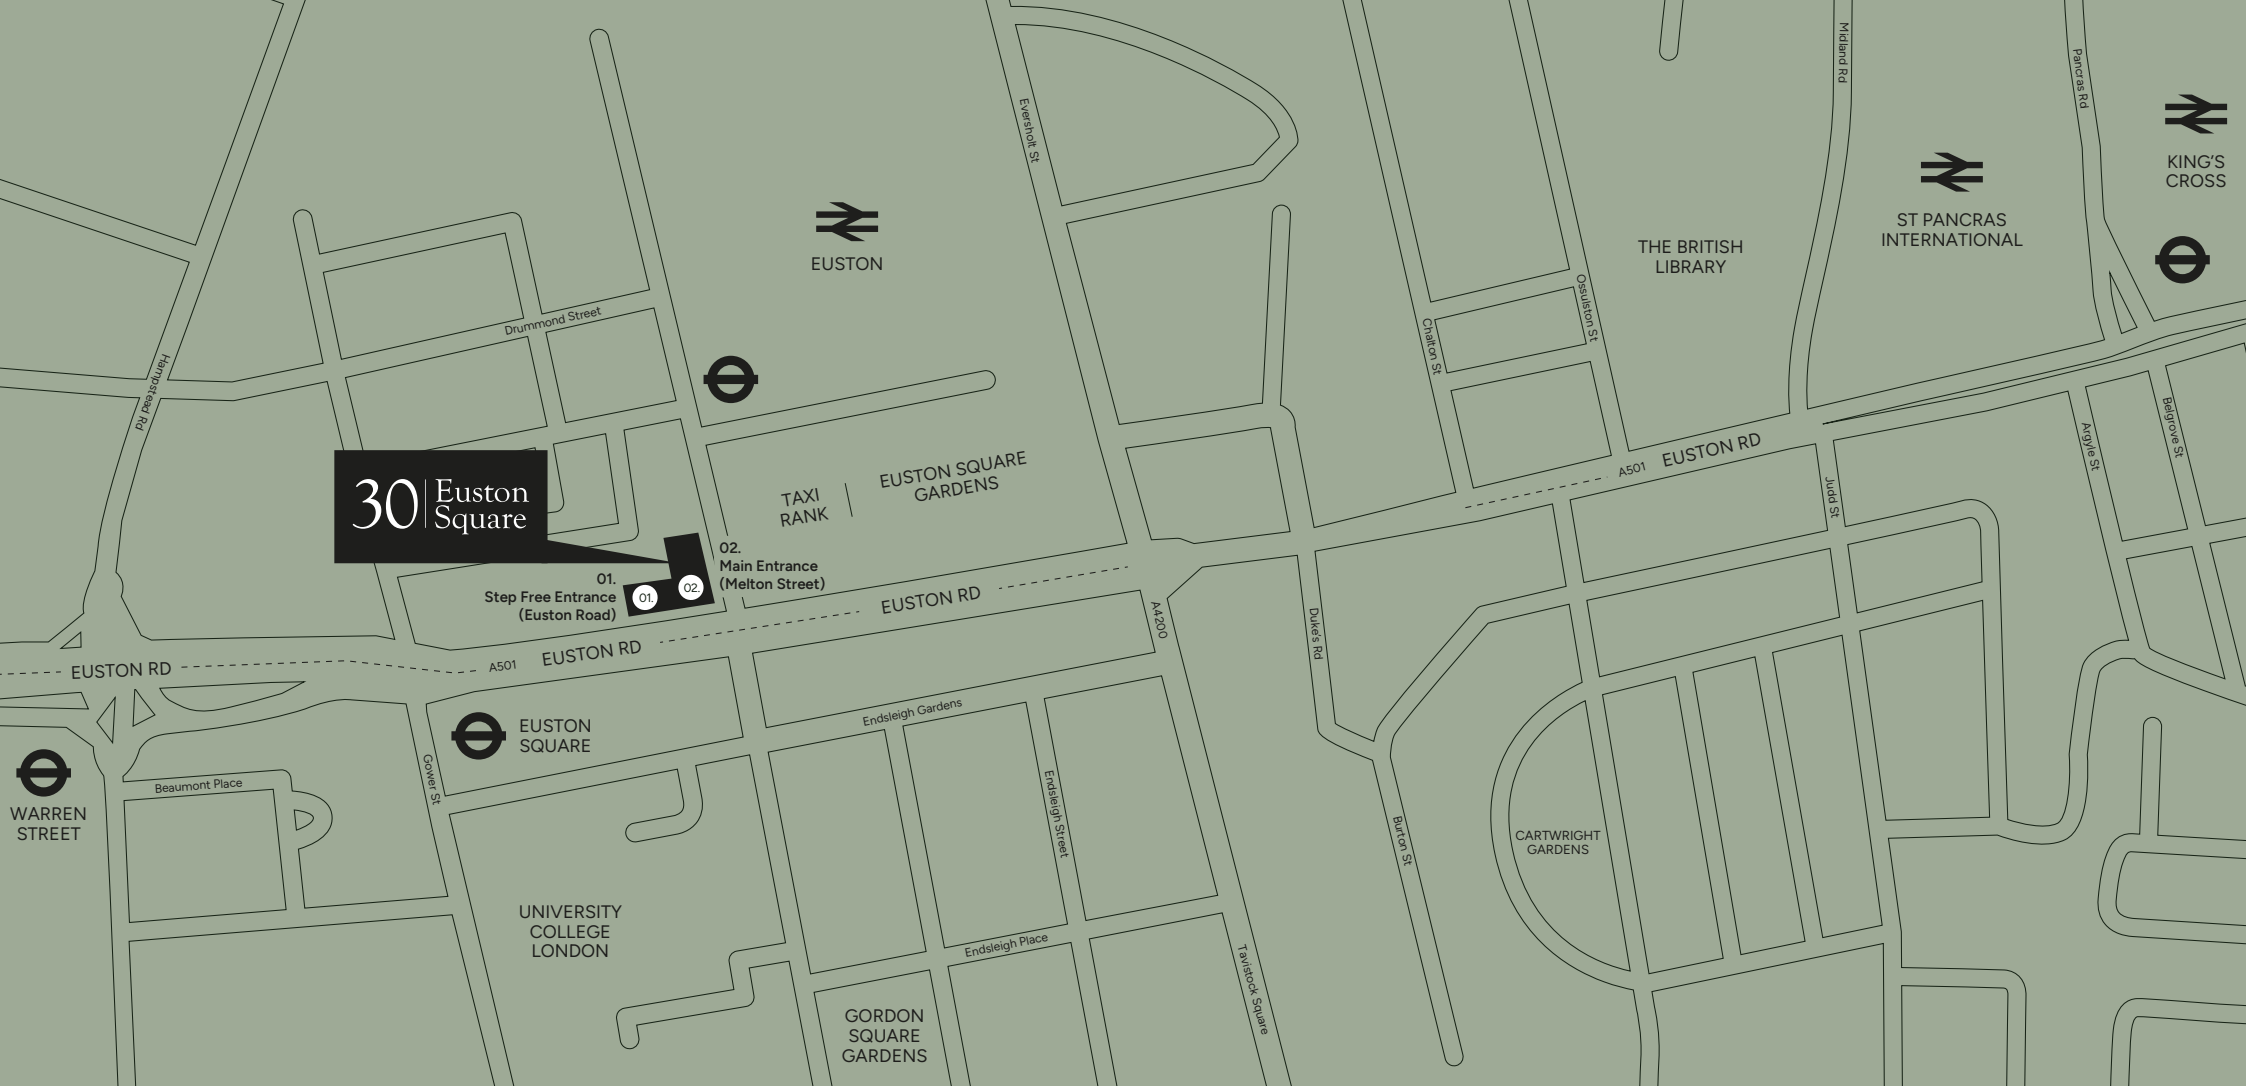 Midland Rd
Pancras Rd
Eversholt St
KING'S
CROSS
ST PANCRAS
INTERNATIONAL
THE BRITISH
LIBRARY
EUSTON
Ossulston St
Drummond Street
Chalton St
Hampstead Rd
Belgrove St
Argyle St
A501
EUSTON RD
EUSTON SQUARE
GARDENS
TAXI
RANK
Judd St
30
Euston
Square
02.
Main Entrance
(Melton Street)
01.
Step Free Entrance
(Euston Road)
01.
02.
EUSTON RD
A4200
Duke's Rd
EUSTON RD
A501
EUSTON RD
Endsleigh Gardens
EUSTON
SQUARE
Gower St
Beaumont Place
WARREN
STREET
Endsleigh Street
Burton St
CARTWRIGHT
GARDENS
UNIVERSITY
COLLEGE
LONDON
Endsleigh Place
Tavistock Square
GORDON
SQUARE
GARDENS